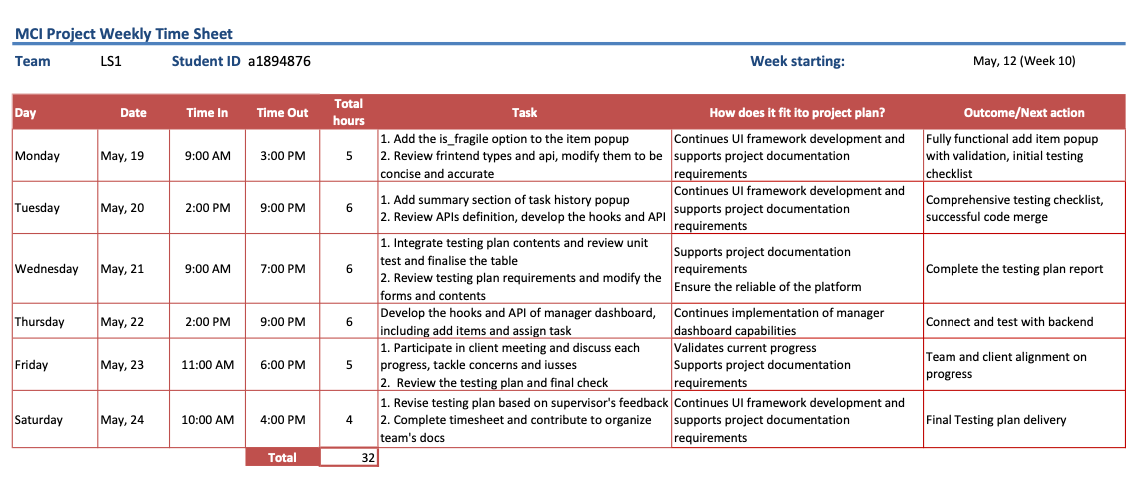 MCI Project Weekly Time Sheet
Team LS1 Student ID a1894876 Week starting: May, 12 (Week 10)
Day Date Time In Time Out Total hours Task How does it fit ito project plan? Outcome/Next action
Monday May, 19 9:00 AM 3:00 PM 5
1. Add the is_fragile option to the item popup
2. Review frintend types and api, modify them to be
concise and accurate
Continues UI framework development and
supports project documentation
requirements
Fully functional add item popup
with validation, initial testing
checklist
Tuesday May, 20 2:00 PM 9:00 PM 6
1. Add summary section of task history popup
2. Review APIs definition, develop the hooks and API
Continues UI framework development and
supports project documentation
requirements
Comprehensive testing checklist,
successful code merge
Wednesday May, 21 9:00 AM 7:00 PM 6
1. Integrate testing plan contents and review unit
test and finalise the table
2. Review testing plan requirements and modify the
forms and contents
Supports project documentation
requirements
Ensure the reliable of the platform
Complete the testing plan report
Thursday May, 22 2:00 PM 9:00 PM 6
Develop the hooks and API of manager dashboard,
including add items and assign task
Continues implementation of manager
dashboard capabilities
Connect and test with backend
Friday May, 23 11:00 AM 6:00 PM 5
1. Participate in client meeting and discuss each
progress, tackle concerns and iusses
2. Review the testing plan and final check
Validates current progress
Supports project documentation
requirements
Team and client alignment on
progress
Saturday May, 24 10:00 AM 4:00 PM 4
1. Revise testing plan based on supervisor's feedback
2. Complete timesheet and contribute to organize
team's docs
Continues UI framework development and
supports project documentation
requirements
Final Testing plan delivery
Total 32